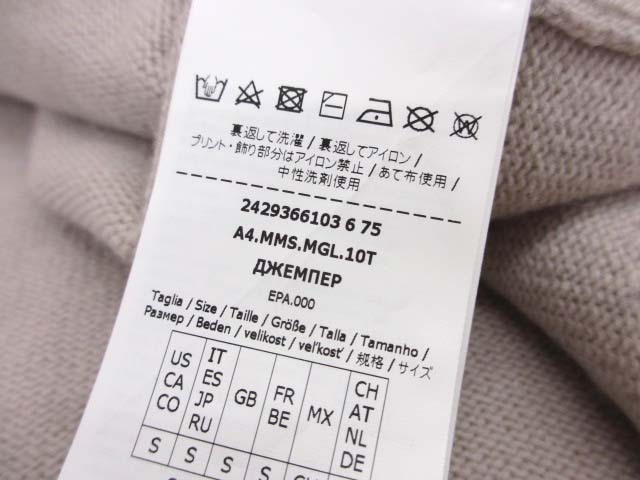 裏返して洗濯 / 裏返してアイロン /
プリント・飾り部分はアイロン禁止 / あて布使用 /
中性洗剤使用
2429366103 6 75
A4.MMS.MGL.10T
ДЖЕМПЕР
EPA.000
Taglia / Size / Taille / Größe / Talla / Tamanho /
Размер / Beden / velikost / veľkosť / 规格 / サイズ
US CA CO
IT ES JP RU
GB
FR BE
MX
CH AT NL DE
S S S S